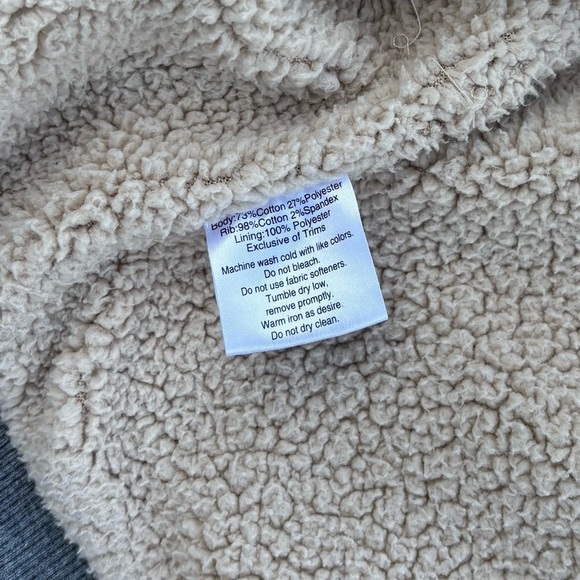 Body:73%Cotton 27%Polyester
Rib:98%Cotton 2%Spandex
Lining:100% Polyester
Exclusive of Trims
Machine wash cold with like colors.
Do not bleach.
Do not use fabric softeners.
Tumble dry low,
remove promptly.
Warm iron as desire.
Do not dry clean.